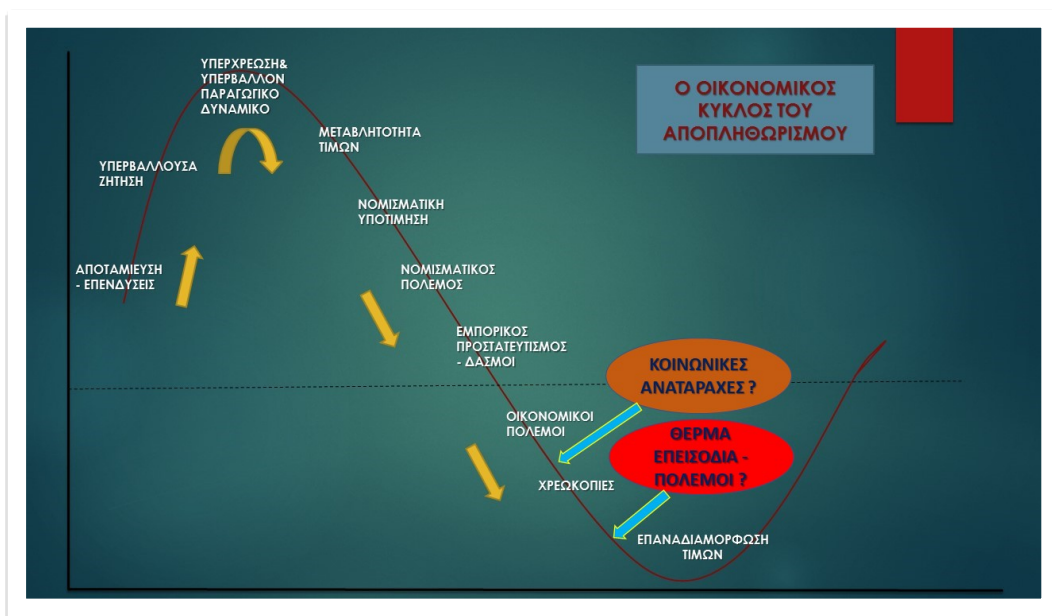 Ο ΟΙΚΟΝΟΜΙΚΟΣ
ΚΥΚΛΟΣ ΤΟΥ
ΑΠΟΠΛΗΘΩΡΙΣΜΟΥ
ΥΠΕΡΧΡΕΩΣΗ&
ΥΠΕΡΒΑΛΛΟΝ
ΠΑΡΑΓΩΓΙΚΟ
ΔΥΝΑΜΙΚΟ
ΜΕΤΑΒΛΗΤΟΤΗΤΑ
ΤΙΜΩΝ
ΥΠΕΡΒΑΛΛΟΥΣΑ
ΖΗΤΗΣΗ
ΝΟΜΙΣΜΑΤΙΚΗ
ΥΠΟΤΙΜΗΣΗ
ΑΠΟΤΑΜΙΕΥΣΗ
- ΕΠΕΝΔΥΣΕΙΣ
ΝΟΜΙΣΜΑΤΙΚΟΣ
ΠΟΛΕΜΟΣ
ΕΜΠΟΡΙΚΟΣ
ΠΡΟΣΤΑΤΕΥΤΙΣΜΟΣ
- ΔΑΣΜΟΙ
ΚΟΙΝΩΝΙΚΕΣ
ΑΝΑΤΑΡΑΧΕΣ ?
ΟΙΚΟΝΟΜΙΚΟΙ
ΠΟΛΕΜΟΙ
ΘΕΡΜΑ
ΕΠΕΙΣΟΔΙΑ -
ΠΟΛΕΜΟΙ ?
ΧΡΕΩΚΟΠΙΕΣ
ΕΠΑΝΑΔΙΑΜΟΡΦΩΣΗ
ΤΙΜΩΝ